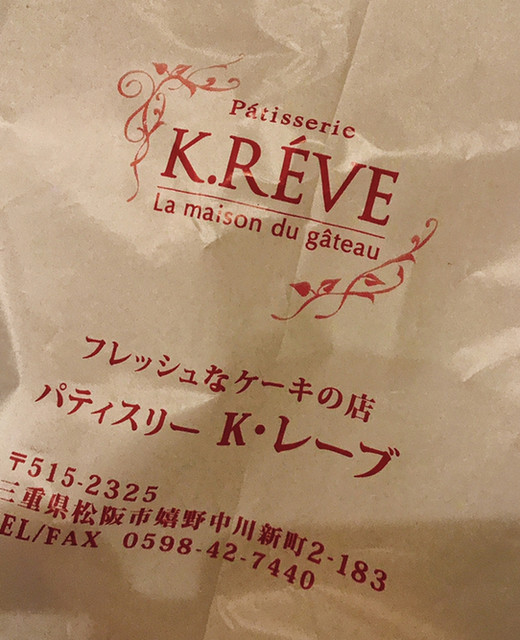 Pátisserie
K.RÉVE
La maison du gâteau
フレッシュなケーキの店
パティスリー K・レーブ
〒515-2325
三重県松阪市嬉野中川新町2-183
EL/FAX 0598-42-7440